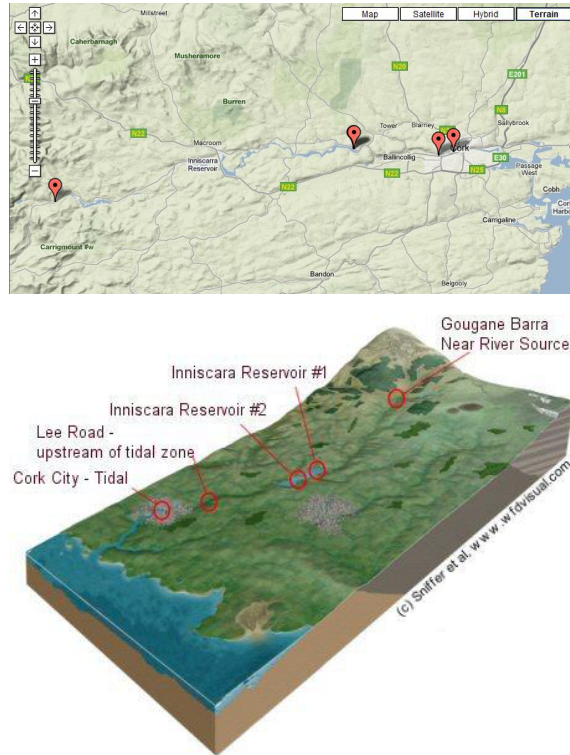 Map
Satellite
Hybrid
Terrain
Millstreet
Caherbarnagh
Musheramore
N20
E201
N8
Burren
Tower
Blarney
Sallybrook
N22
Macroom
Inniscarra
Reservoir
Ballincollig
N22
Cork
E30
N25
Passage
West
N22
Cobh
Carrigaline
Carrigmount Fw
Bandon
Belgooly
Gougane Barra
Near River Source
Inniscara Reservoir #1
Inniscara Reservoir #2
Lee Road -
upstream of tidal zone
Cork City - Tidal
(c) Sniffer et al, www.wfdvisual.com